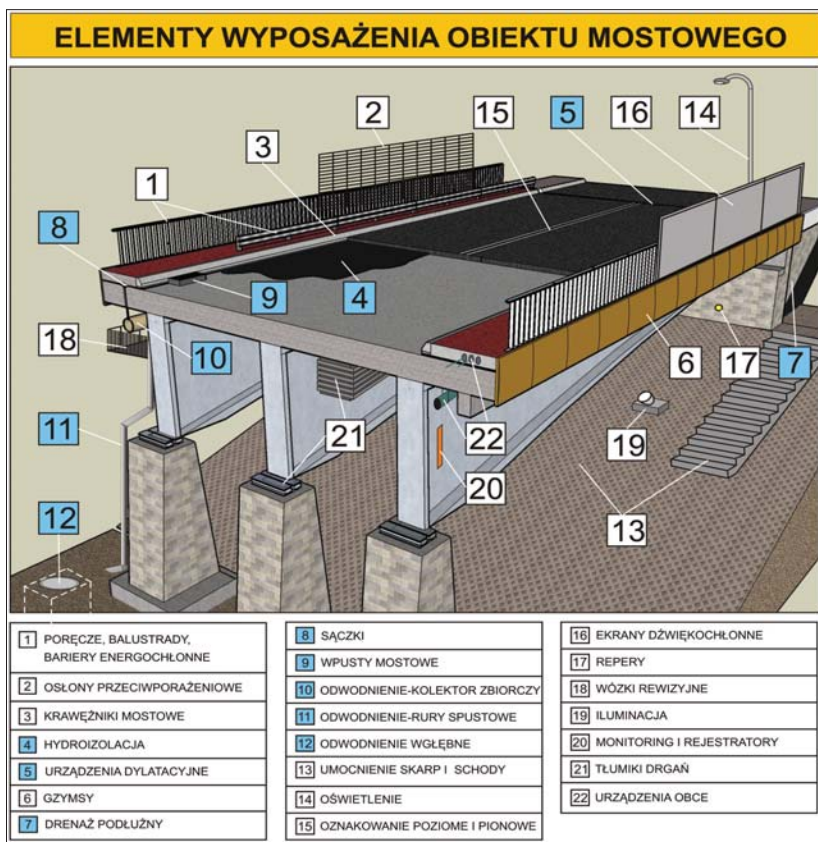 ELEMENTY WYPOSAŻENIA OBIEKTU MOSTOWEGO
2
15
5
16
14
3
1
8
9
4
18
10
6
17
7
11
21
22
19
20
12
13
1 PORĘCZE, BALUSTRADY,
BARIERY ENERGOCHŁONNE
2 OSŁONY PRZECIWPORAŻENIOWE
3 KRAWĘŻNIKI MOSTOWE
4 HYDROIZOLACJA
5 URZĄDZENIA DYLATACYJNE
6 GZYMSY
7 DRENAŻ PODŁUŻNY
8 SĄCZKI
9 WPUSTY MOSTOWE
10 ODWODNIENIE-KOLEKTOR ZBIORCZY
11 ODWODNIENIE-RURY SPUSTOWE
12 ODWODNIENIE WGŁĘBNE
13 UMOCNIENIE SKARP I SCHODY
14 OŚWIETLENIE
15 OZNAKOWANIE POZIOME I PIONOWE
16 EKRANY DŹWIĘKOCHŁONNE
17 REPERY
18 WÓZKI REWIZYJNE
19 ILUMINACJA
20 MONITORING I REJESTRATORY
21 TŁUMIKI DRGAŃ
22 URZĄDZENIA OBCE